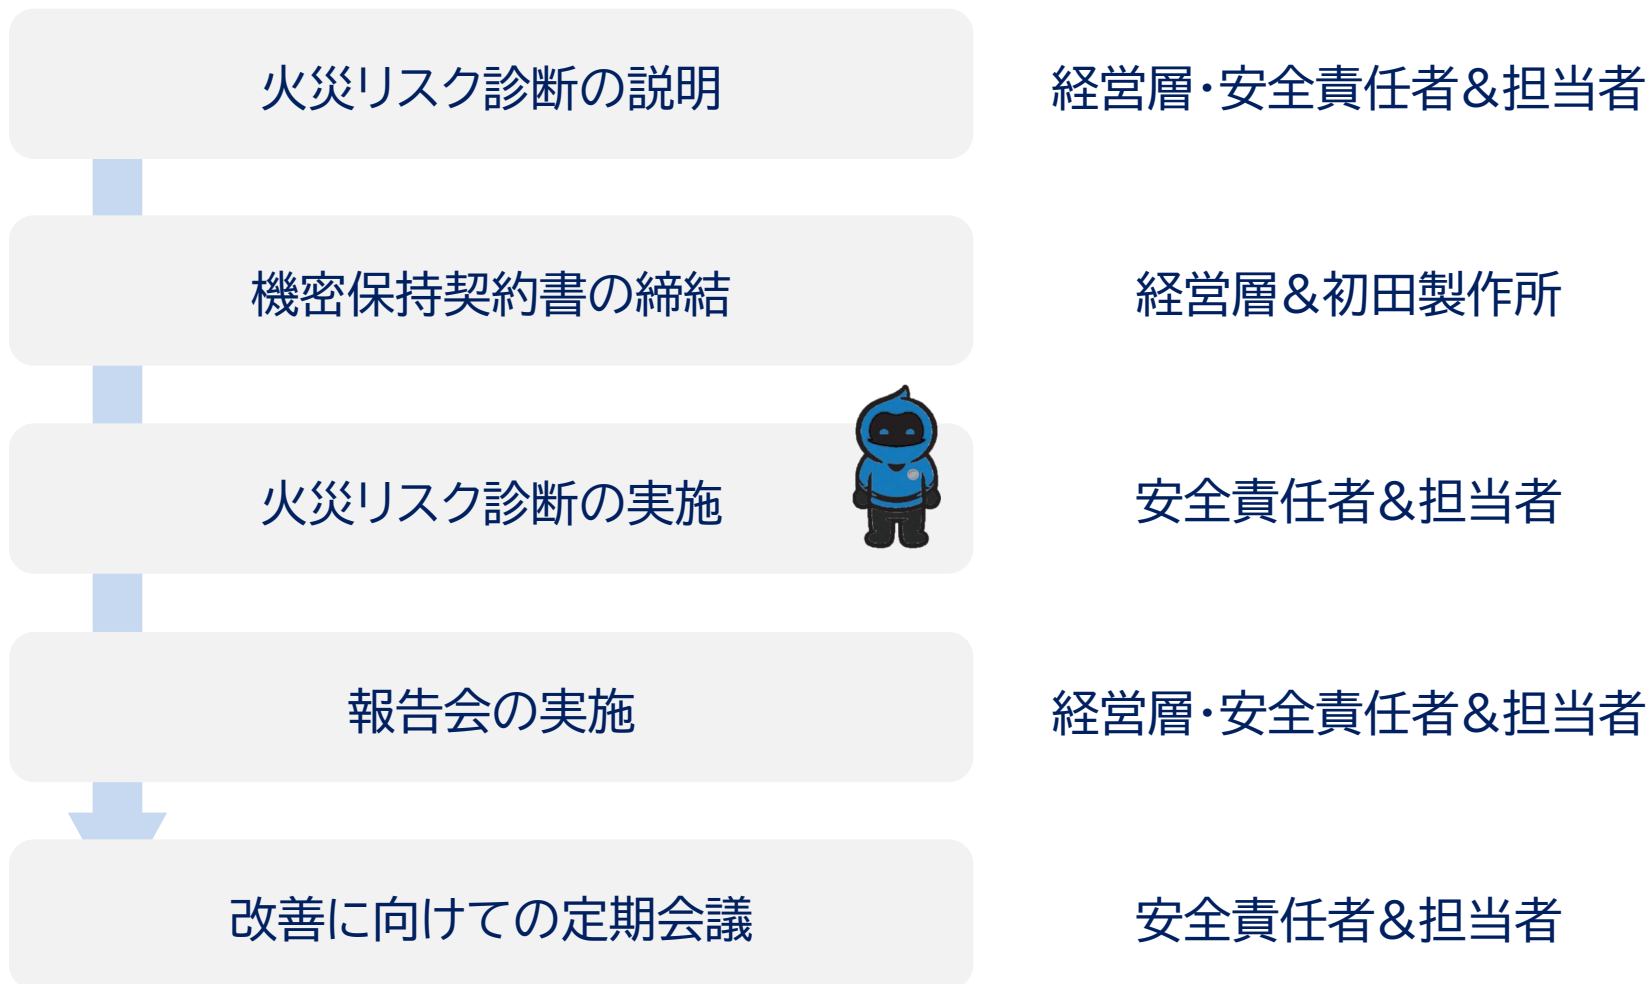 火災リスク診断の説明
経営層・安全責任者&担当者
機密保持契約書の締結
経営層&初田製作所
火災リスク診断の実施
安全責任者&担当者
報告会の実施
経営層・安全責任者&担当者
改善に向けての定期会議
安全責任者&担当者